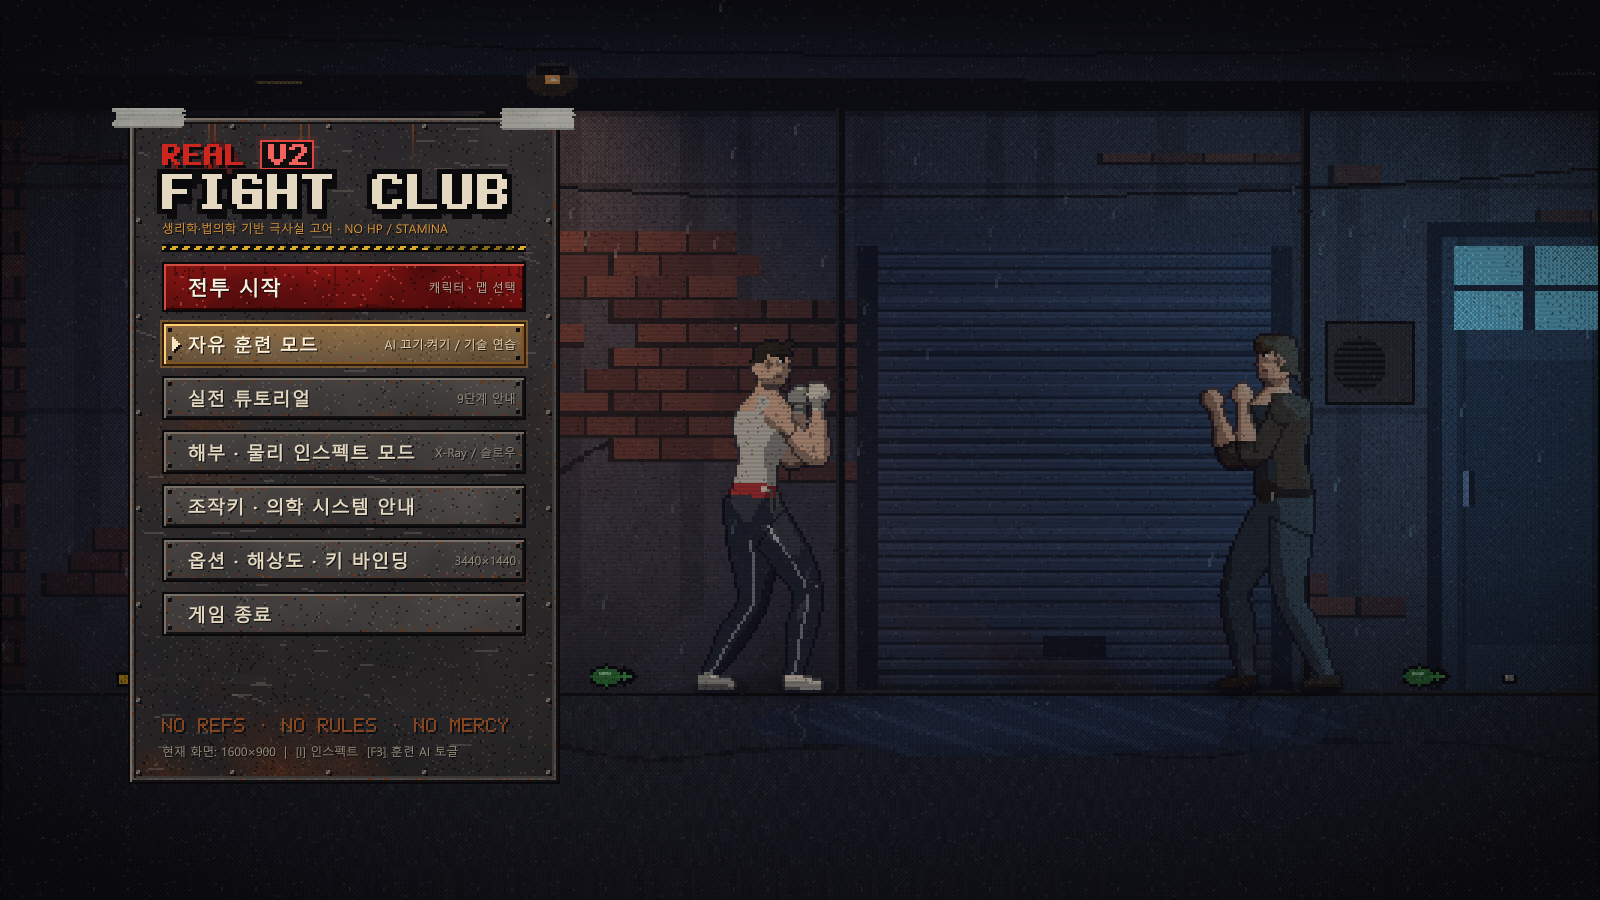 REAL V2
FIGHT CLUB
생리학·법의학 기반 극사실 고어 · NO HP / STAMINA
전투 시작 캐릭터 · 맵 선택
자유 훈련 모드 AI 끄기·켜기 / 기술 연습
실전 튜토리얼 9단계 안내
해부 · 물리 인스펙트 모드 X-Ray / 슬로우
조작키 · 의학 시스템 안내
옵션 · 해상도 · 키 바인딩 3440×1440
게임 종료
NO REFS · NO RULES · NO MERCY
현재 화면: 1600×900 | [I] 인스펙트 [F3] 훈련 AI 토글